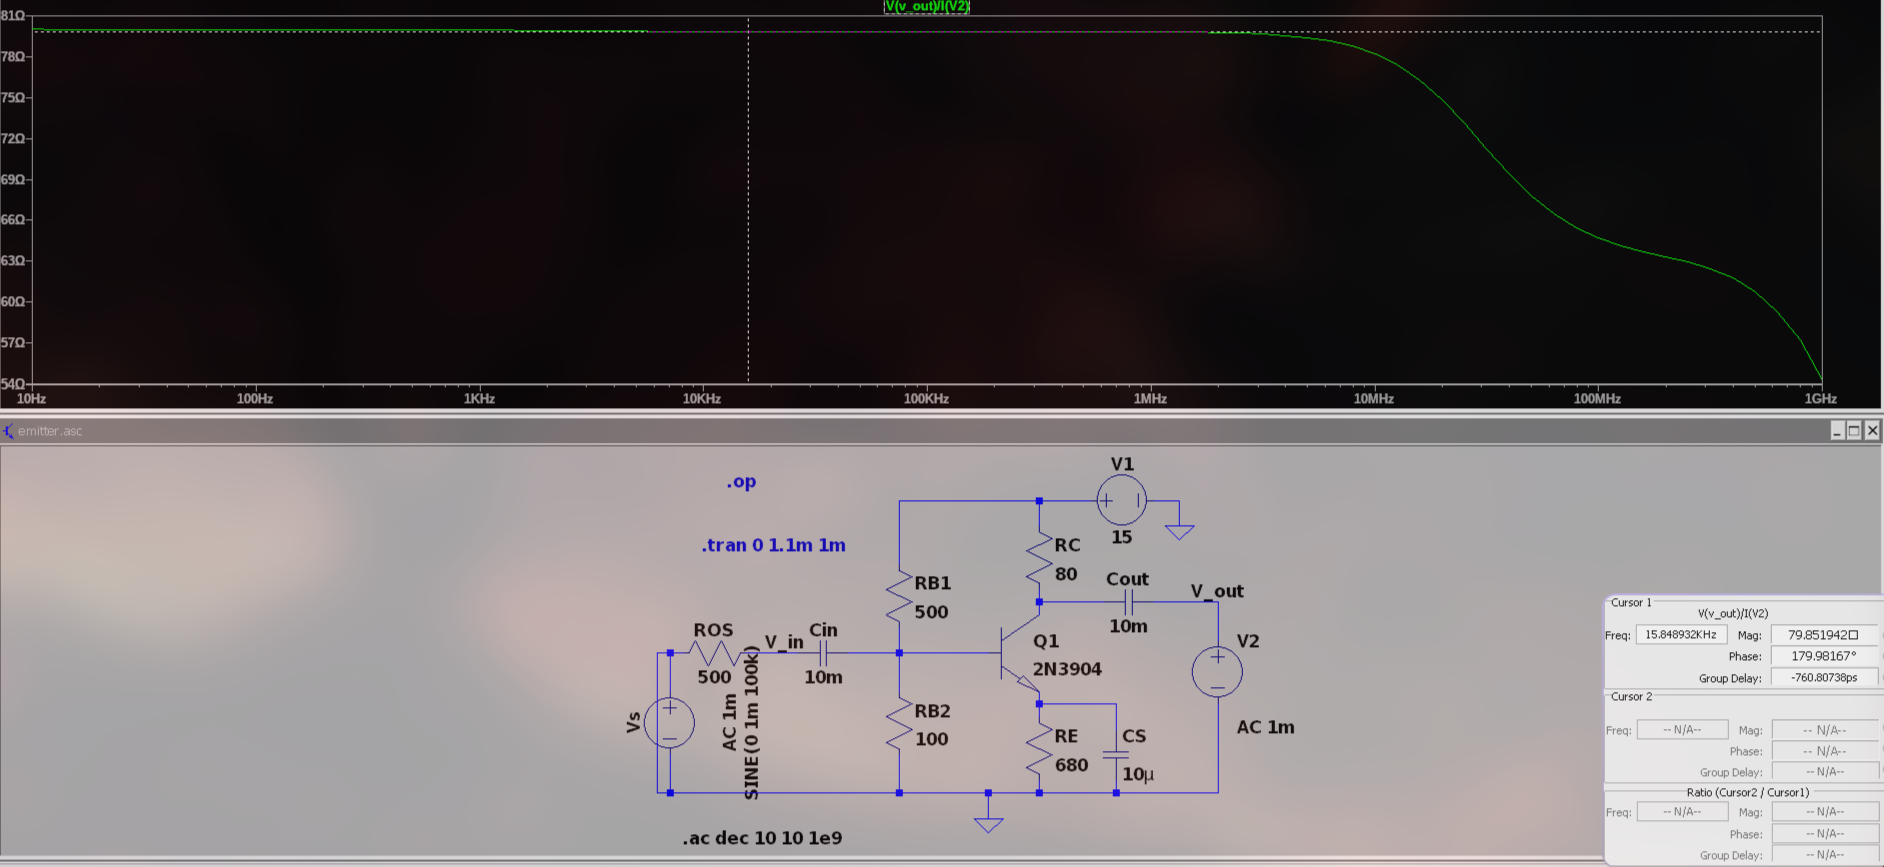 V(v_out)/I(V2)
81Ω
78Ω
75Ω
72Ω
69Ω
66Ω
63Ω
60Ω
57Ω
54Ω
10Hz 100Hz 1KHz 10KHz 100KHz 1MHz 10MHz 100MHz 1GHz
emitter.asc
.op
.tran 0 1.1m 1m
V1
15
RC
80
Cout
10m
V_out
RB1
500
ROS
500
V_in
Cin
10m
Q1
2N3904
V2
AC 1m
Vs
AC 1m
SINE(0 1m 100k)
RB2
100
RE
680
CS
10µ
.ac dec 10 10 1e9
Cursor 1
V(v_out)/I(V2)
Freq: 15.848932KHz Mag: 79.851942□
Phase: 179.98167°
Group Delay: -760.80738ps
Cursor 2
Freq: -- N/A-- Mag: -- N/A--
Phase: -- N/A--
Group Delay: -- N/A--
Ratio (Cursor2 / Cursor1)
Freq: -- N/A-- Mag: -- N/A--
Phase: -- N/A--
Group Delay: -- N/A--